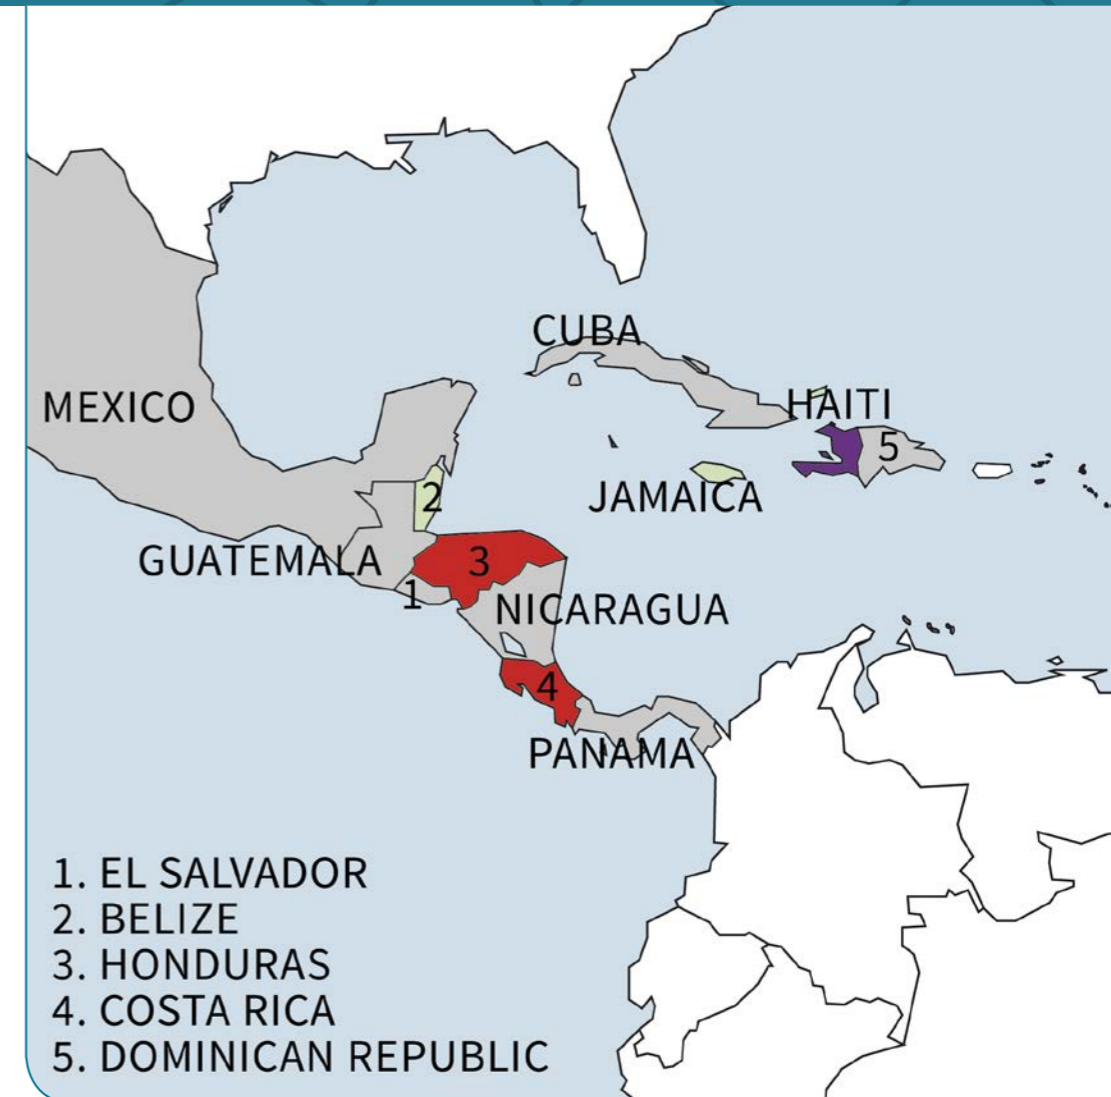 CUBA
MEXICO
HAITI
5
2
JAMAICA
GUATEMALA
3
1
NICARAGUA
4
PANAMA
1. EL SALVADOR
2. BELIZE
3. HONDURAS
4. COSTA RICA
5. DOMINICAN REPUBLIC